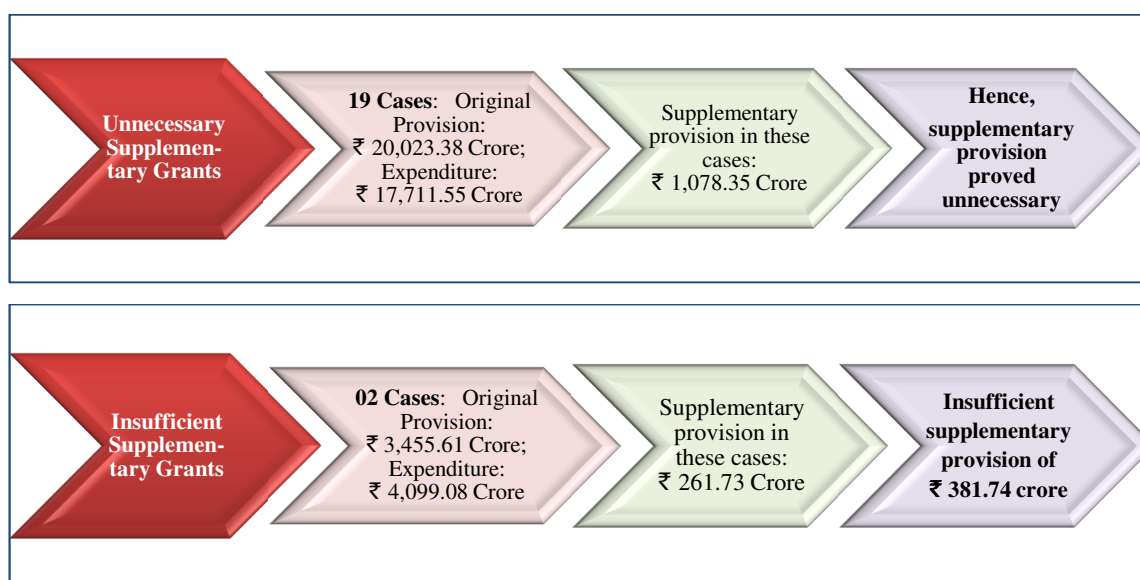 Unnecessary
Supplemen-
tary Grants
19 Cases: Original
Provision:
₹ 20,023.38 Crore;
Expenditure:
₹ 17,711.55 Crore
Supplementary
provision in these
cases:
₹ 1,078.35 Crore
Hence,
supplementary
provision
proved
unnecessary
Insufficient
Supplemen-
tary Grants
02 Cases: Original
Provision:
₹ 3,455.61 Crore;
Expenditure:
₹ 4,099.08 Crore
Supplementary
provision in
these cases:
₹ 261.73 Crore
Insufficient
supplementary
provision of
₹ 381.74 crore